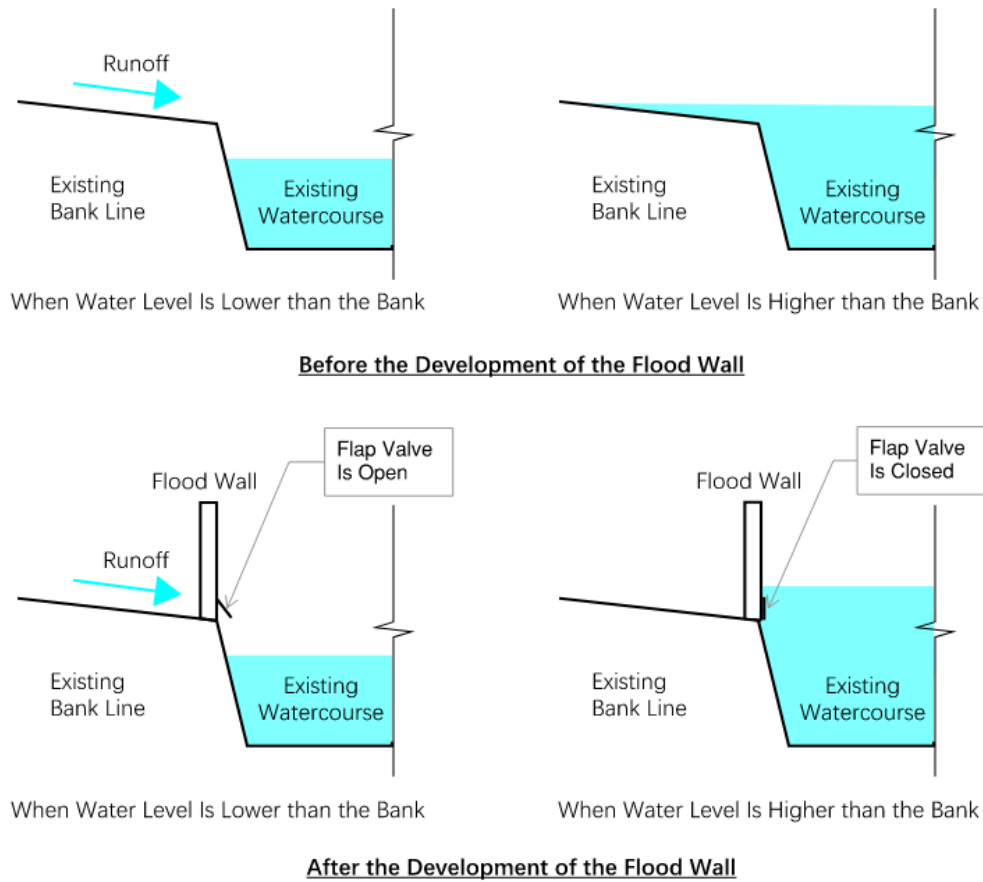 Runoff
Existing
Bank Line
Existing
Watercourse
When Water Level Is Lower than the Bank
Existing
Bank Line
Existing
Watercourse
When Water Level Is Higher than the Bank
Before the Development of the Flood Wall
Flap Valve
Is Open
Flood Wall
Runoff
Existing
Bank Line
Existing
Watercourse
When Water Level Is Lower than the Bank
Flap Valve
Is Closed
Flood Wall
Existing
Bank Line
Existing
Watercourse
When Water Level Is Higher than the Bank
After the Development of the Flood Wall